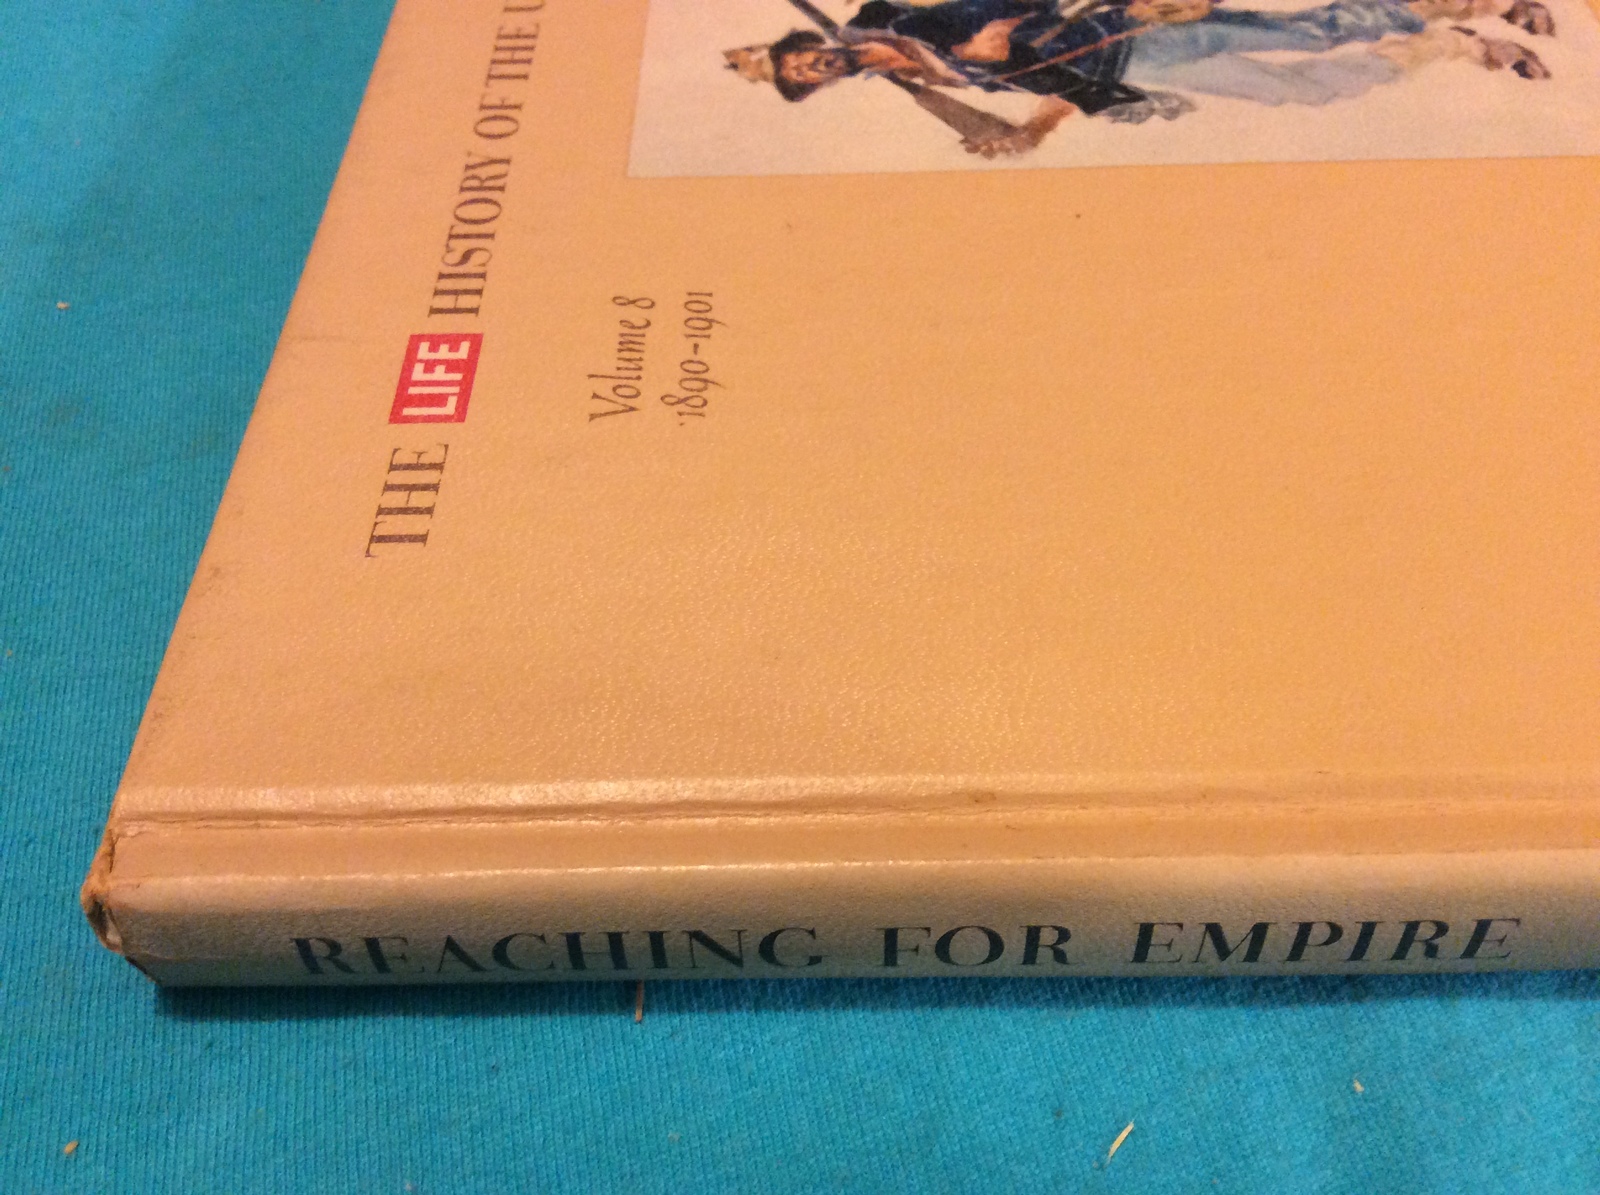 THE LIFE HISTORY OF THE U
Volume 8
1890-1901
REACHING FOR EMPIRE